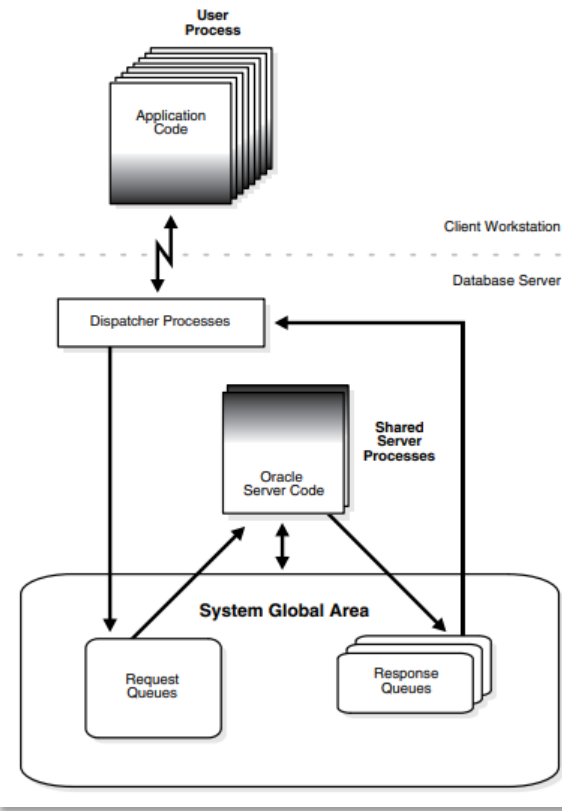 User
Process
Application
Code
Client Workstation
Database Server
Dispatcher Processes
Shared
Server
Processes
Oracle
Server Code
System Global Area
Request
Queues
Response
Queues